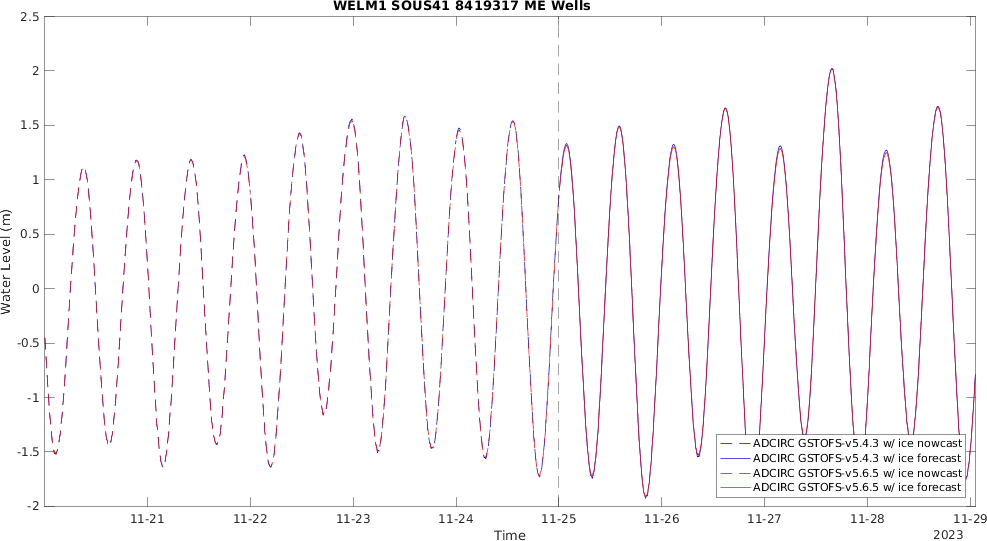 WELM1 SOUS41 8419317 ME Wells
2.5
2
1.5
1
0.5
0
-0.5
-1
-1.5
-2
Water Level (m)
11-21 11-22 11-23 11-24 11-25 11-26 11-27 11-28 11-29
Time
2023
ADCIRC GSTOFS-v5.4.3 w/ ice nowcast
ADCIRC GSTOFS-v5.4.3 w/ ice forecast
ADCIRC GSTOFS-v5.6.5 w/ ice nowcast
ADCIRC GSTOFS-v5.6.5 w/ ice forecast